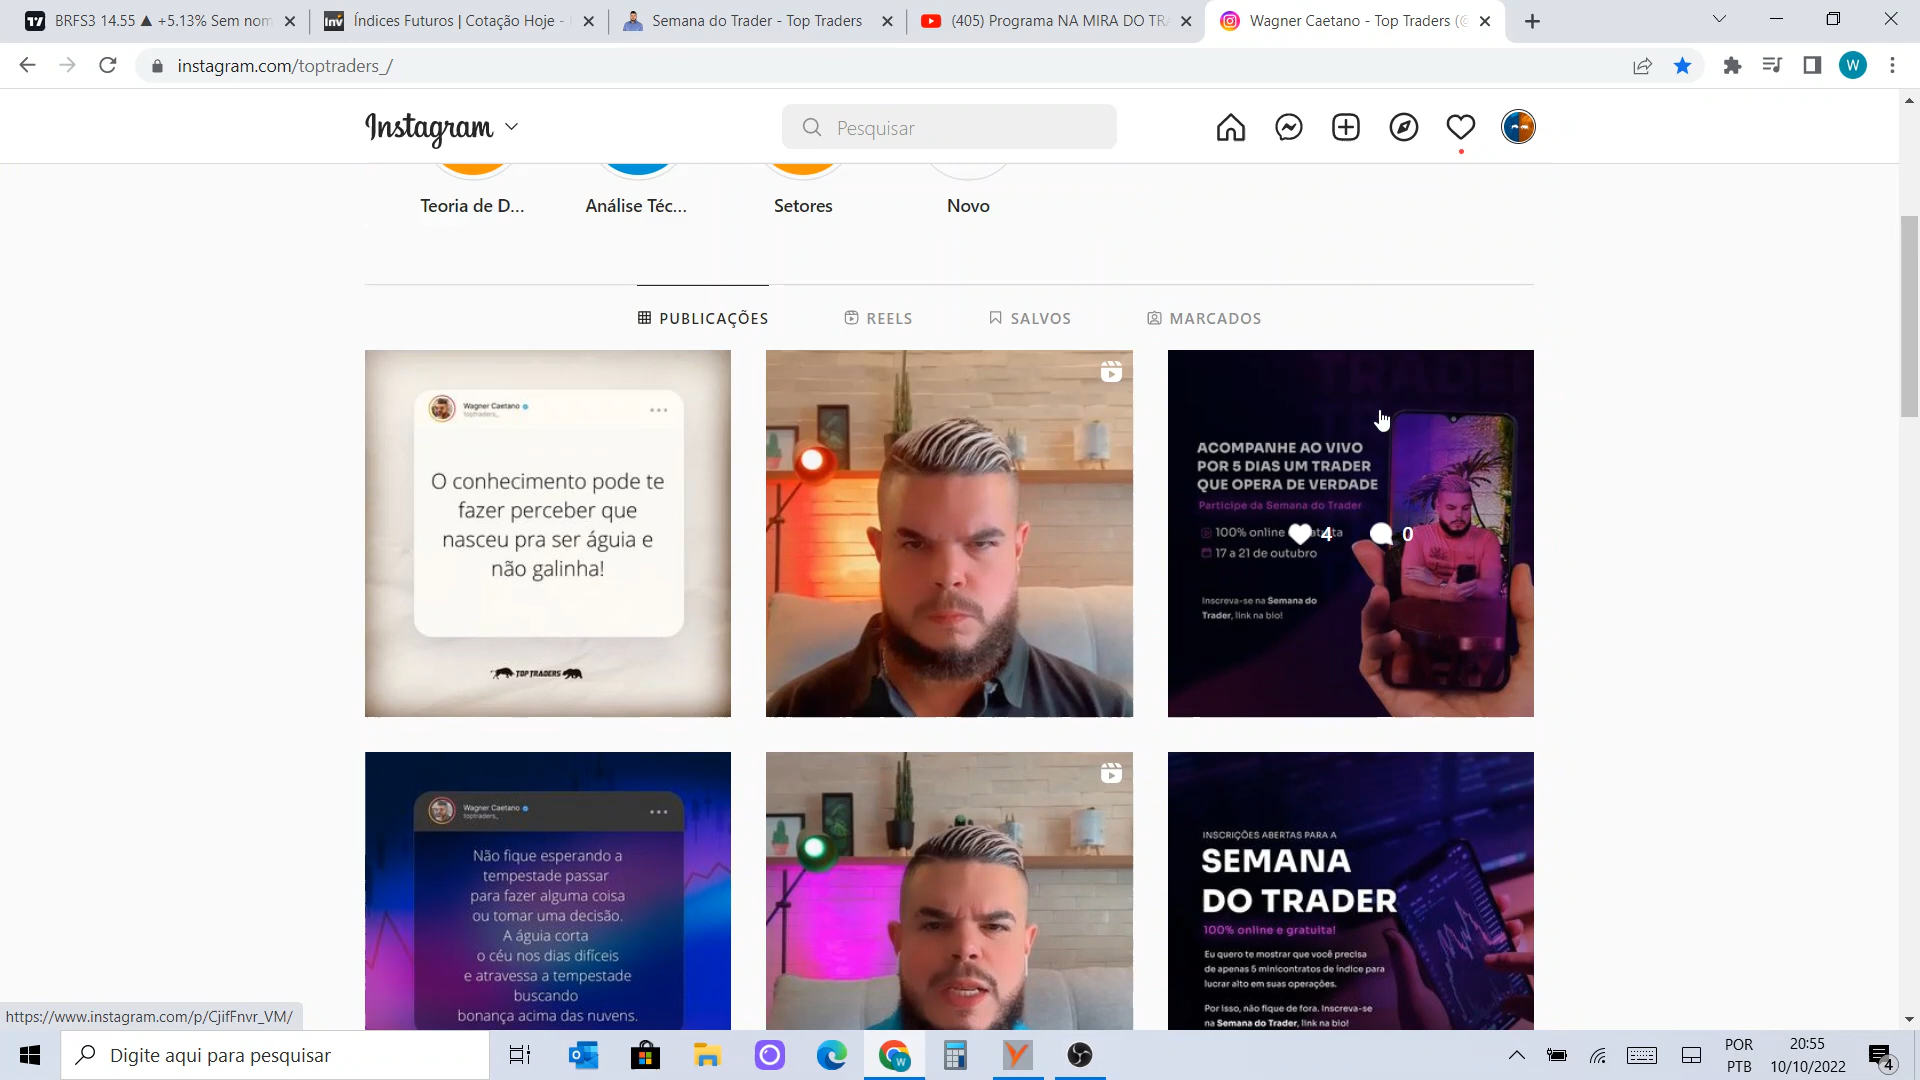 BRFS3 14.55 ▲ +5.13% Sem nom
Índices Futuros | Cotação Hoje -
Semana do Trader - Top Traders
(405) Programa NA MIRA DO TR
Wagner Caetano - Top Traders (@
instagram.com/toptraders_/
W
Instagram
Pesquisar
Teoria de D...
Análise Téc...
Setores
Novo
PUBLICAÇÕES
REELS
SALVOS
MARCADOS
Wagner Caetano
toptraders_
O conhecimento pode te
fazer perceber que
nasceu pra ser águia e
não galinha!
TOP TRADERS
TRADER
ACOMPANHE AO VIVO
POR 5 DIAS UM TRADER
QUE OPERA DE VERDADE
Participe da Semana do Trader
100% online
4
0
17 a 21 de outubro
Inscreva-se na Semana do
Trader, link na bio!
Wagner Caetano
toptraders_
Não fique esperando a
tempestade passar
para fazer alguma coisa
ou tomar uma decisão.
A águia corta
o céu nos dias difíceis
e atravessa a tempestade
buscando
bonança acima das nuvens.
INSCRIÇÕES ABERTAS PARA A
SEMANA
DO TRADER
100% online e gratuita!
Eu quero te mostrar que você precisa
de apenas 5 minicontratos de índice para
lucrar alto em suas operações.
Por isso, não fique de fora. Inscreva-se
na Semana do Trader, link na bio!
https://www.instagram.com/p/CjifFnvr_VM/
Digite aqui para pesquisar
POR
PTB
20:55
10/10/2022
4